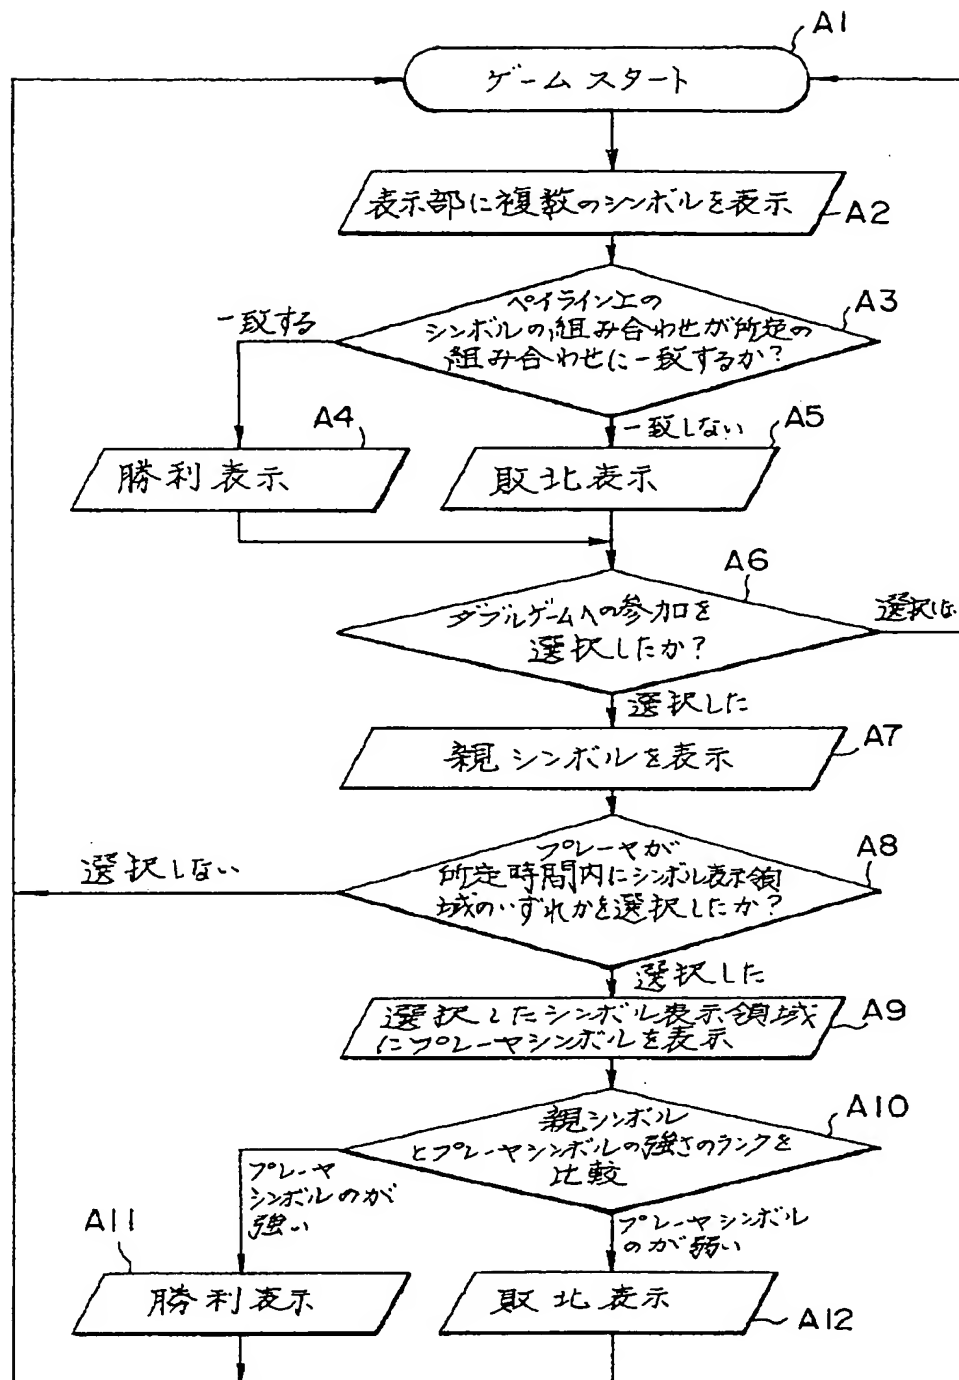 A1
ゲームスタート
表示部に複数のシンボルを表示
A2
ペイライン上の
シンボルの組み合わせが所定の
組み合わせに一致するか?
A3
一致する
一致しない
A4
勝利表示
A5
敗北表示
A6
ダブルゲームへの参加を
選択したか?
選択しな
選択した
A7
親シンボルを表示
A8
プレーヤが
所定時間内にシンボル表示領
域のいずれかを選択したか?
選択しない
選択した
A9
選択したシンボル表示領域
にプレーヤシンボルを表示
A10
親シンボル
とプレーヤシンボルの強さのランクを
比較
プレーヤ
シンボルのが
強い
プレーヤシンボル
のが弱い
A11
勝利表示
敗北表示
A12